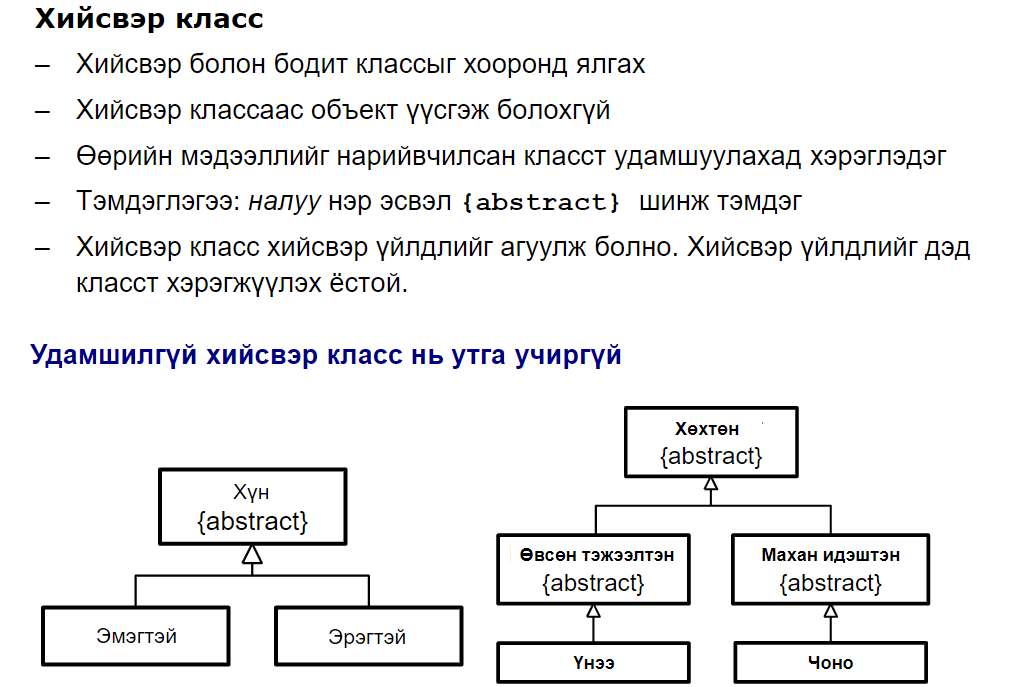 Хийсвэр класс
– Хийсвэр болон бодит классыг хооронд ялгах
– Хийсвэр классаас объект үүсгэж болохгүй
– Өөрийн мэдээллийг нарийвчилсан класст удамшуулахад хэрэглэдэг
– Тэмдэглэгээ: налуу нэр эсвэл {abstract} шинж тэмдэг
– Хийсвэр класс хийсвэр үйлдлийг агуулж болно. Хийсвэр үйлдлийг дэд
класст хэрэгжүүлэх ёстой.
Удамшилгүй хийсвэр класс нь утга учиргүй
Хүн
{abstract}
Эмэгтэй
Эрэгтэй
Хөхтөн
{abstract}
Өвсөн тэжээлтэн
{abstract}
Махан идэштэн
{abstract}
Үнээ
Чоно